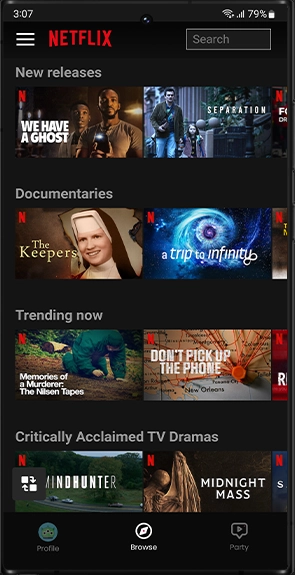 3:07
79%
NETFLIX
Search
New releases
N
WE HAVE
A GHOST
N
SEPARATION
N
Documentaries
N
The
Keepers
N
a trip to infinity
N
Trending now
N
Memories of
a Murderer:
The Nilsen Tapes
N
DON'T PICK UP
THE PHONE
New Orleans
N
Critically Acclaimed TV Dramas
N
MINDHUNTER
N
MIDNIGHT
MASS
N
S
Profile
Browse
Party